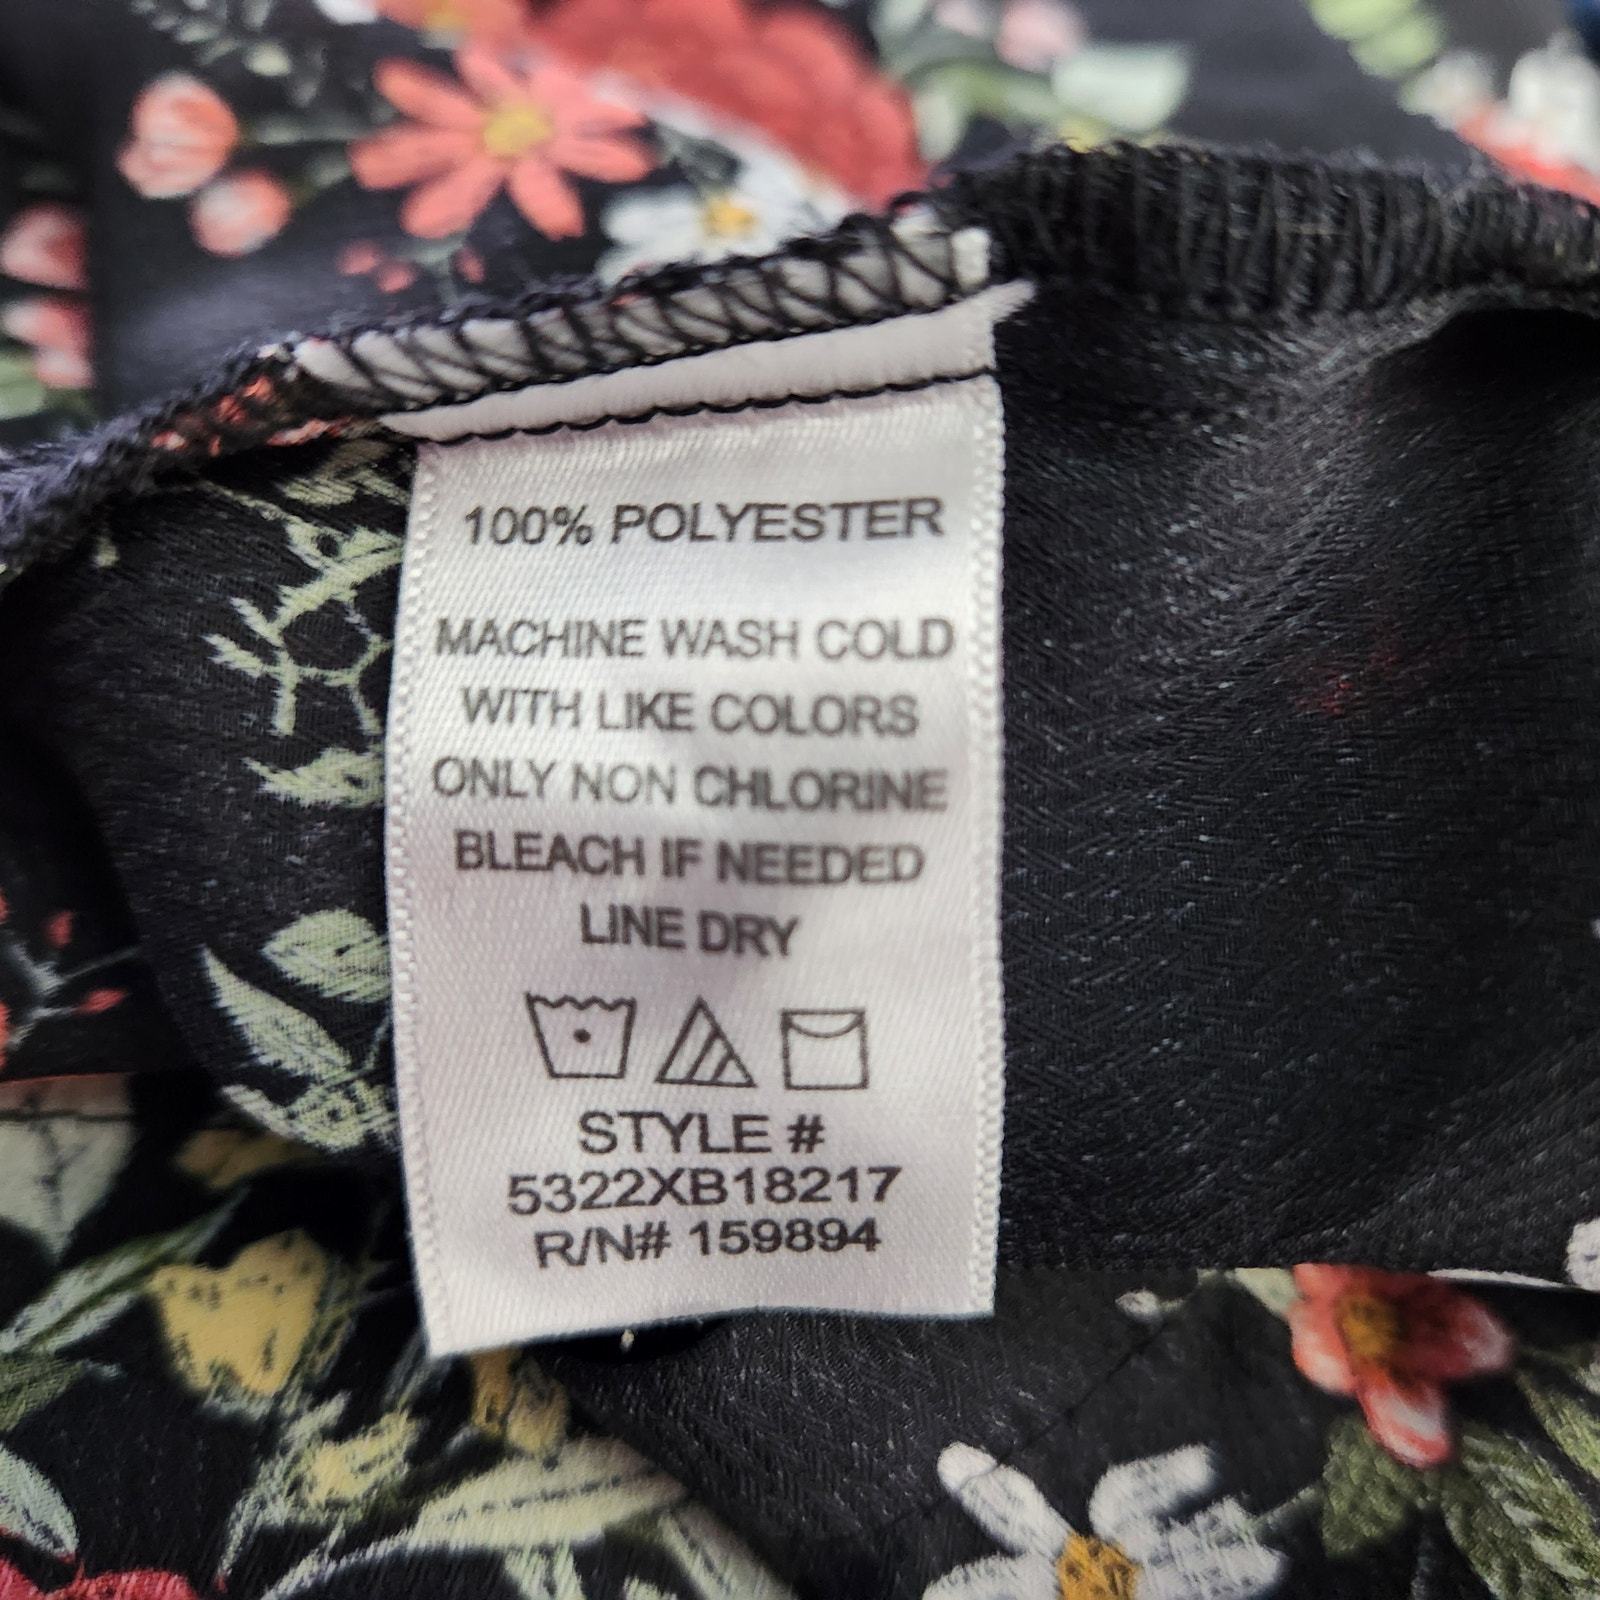 100% POLYESTER
MACHINE WASH COLD
WITH LIKE COLORS
ONLY NON CHLORINE
BLEACH IF NEEDED
LINE DRY
STYLE #
5322XB18217
R/N# 159894